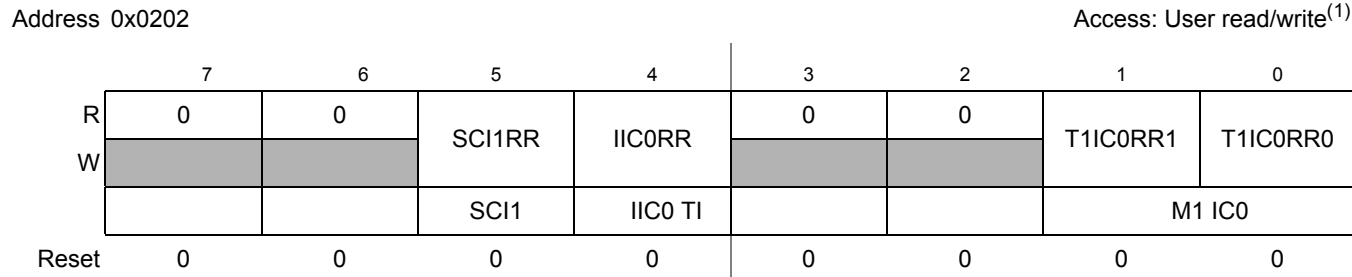 Address 0x0202 Access: User read/write(1)
7 6 5 4 3 2 1 0
R 0 0 SCI1RR IIC0RR 0 0 T1IC0RR1 T1IC0RR0
W
SCI1 IIC0 TI M1 IC0
Reset 0 0 0 0 0 0 0 0